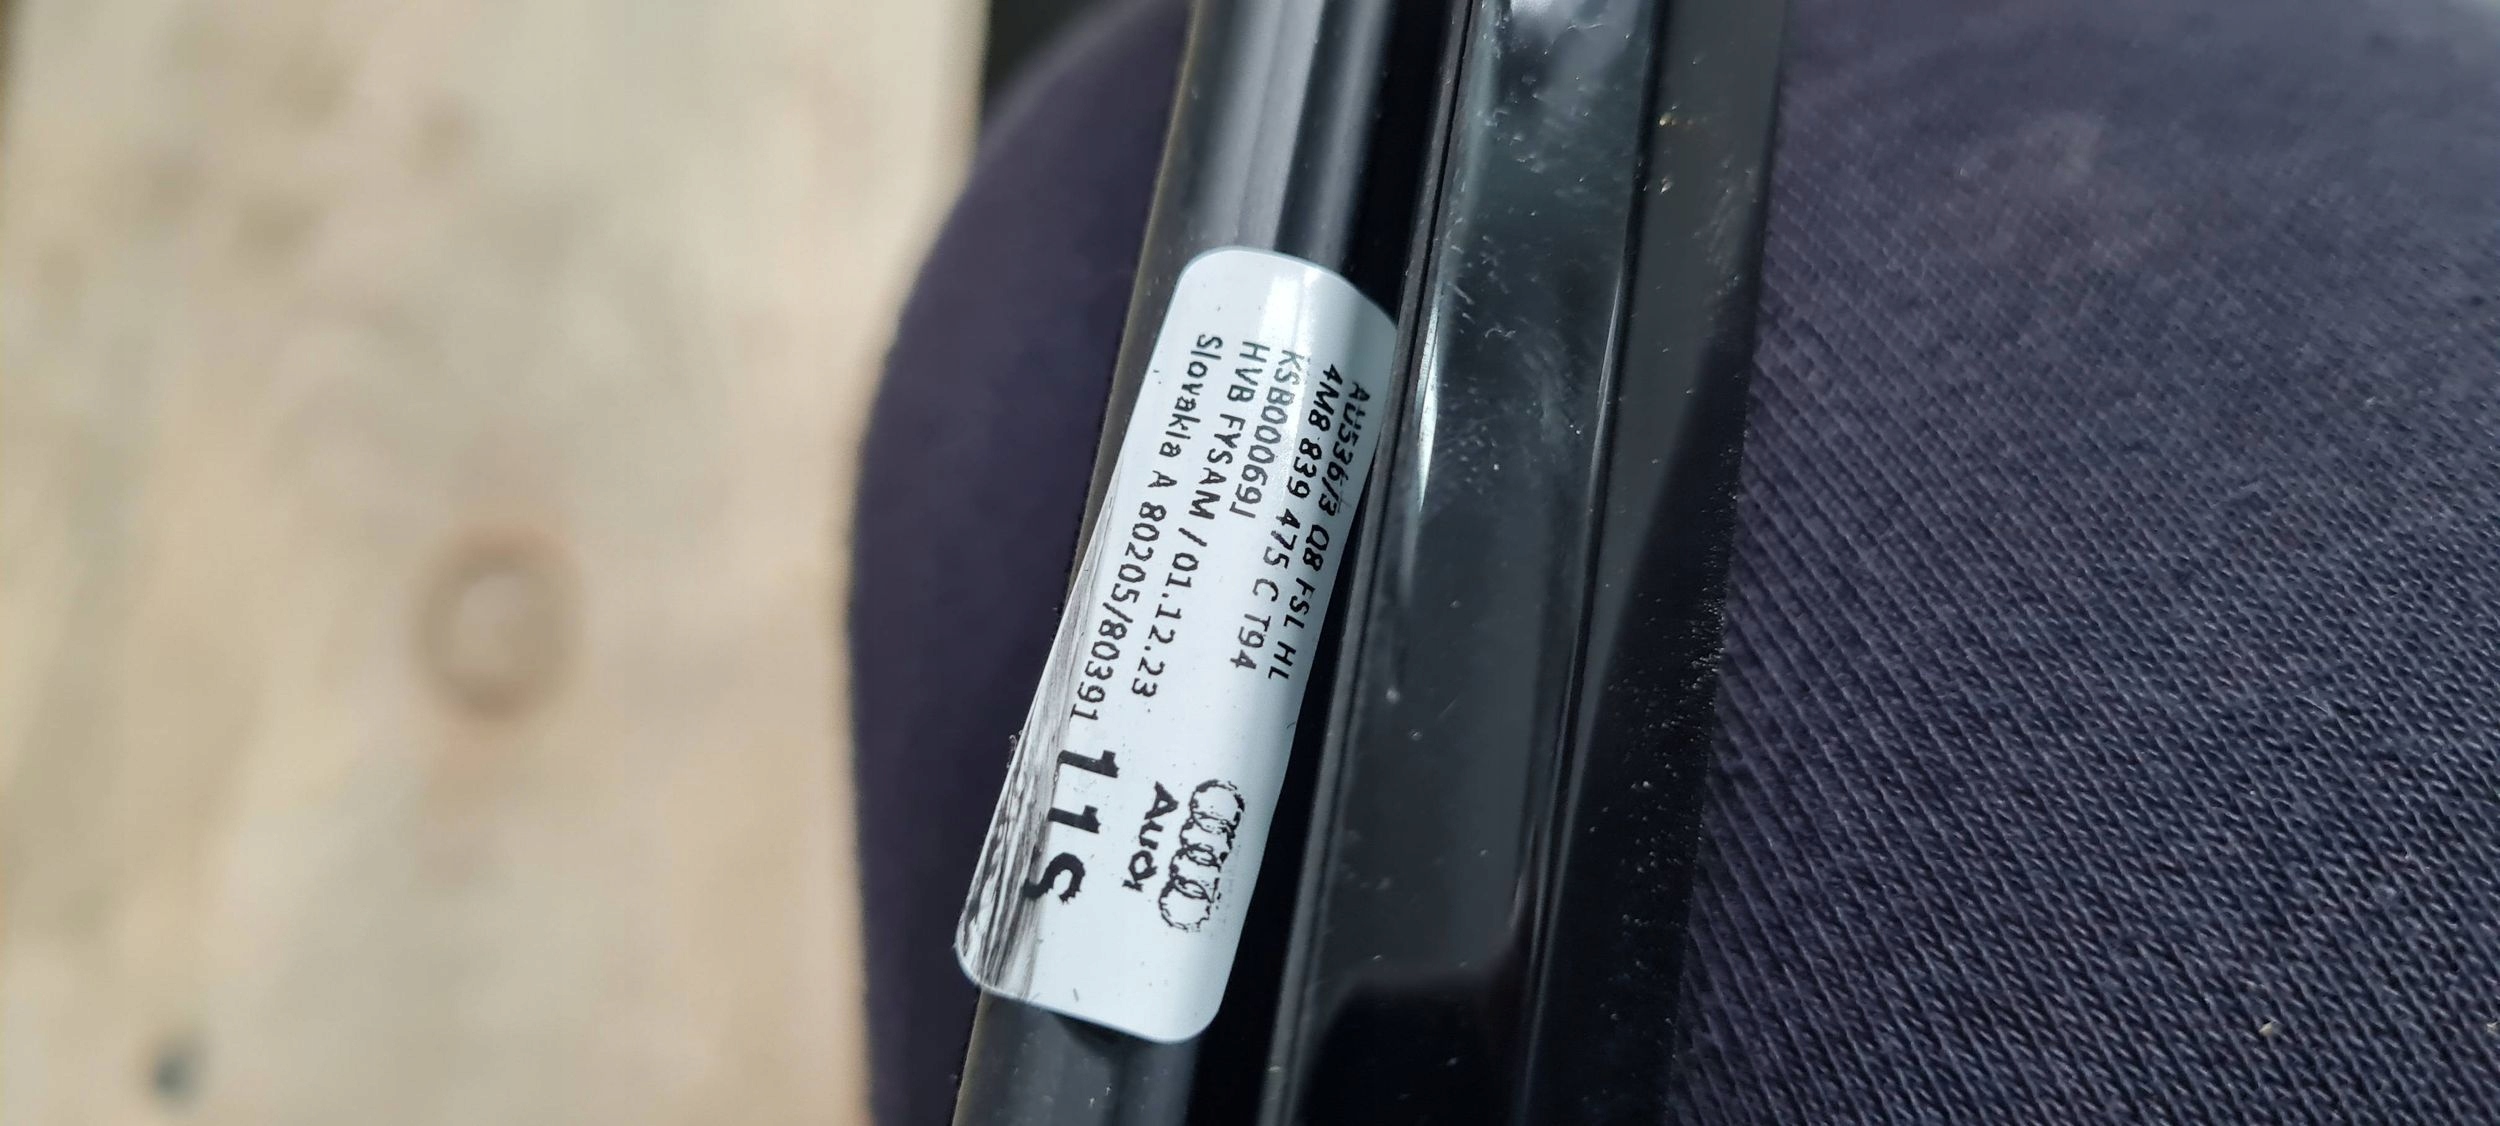 AU536/3 Q8 FSL HL
4M8 839 475 C T94
KSB000069J
HVB FYSAM / 01.12.23
Slovakia A 80205/80391 11S
Audi